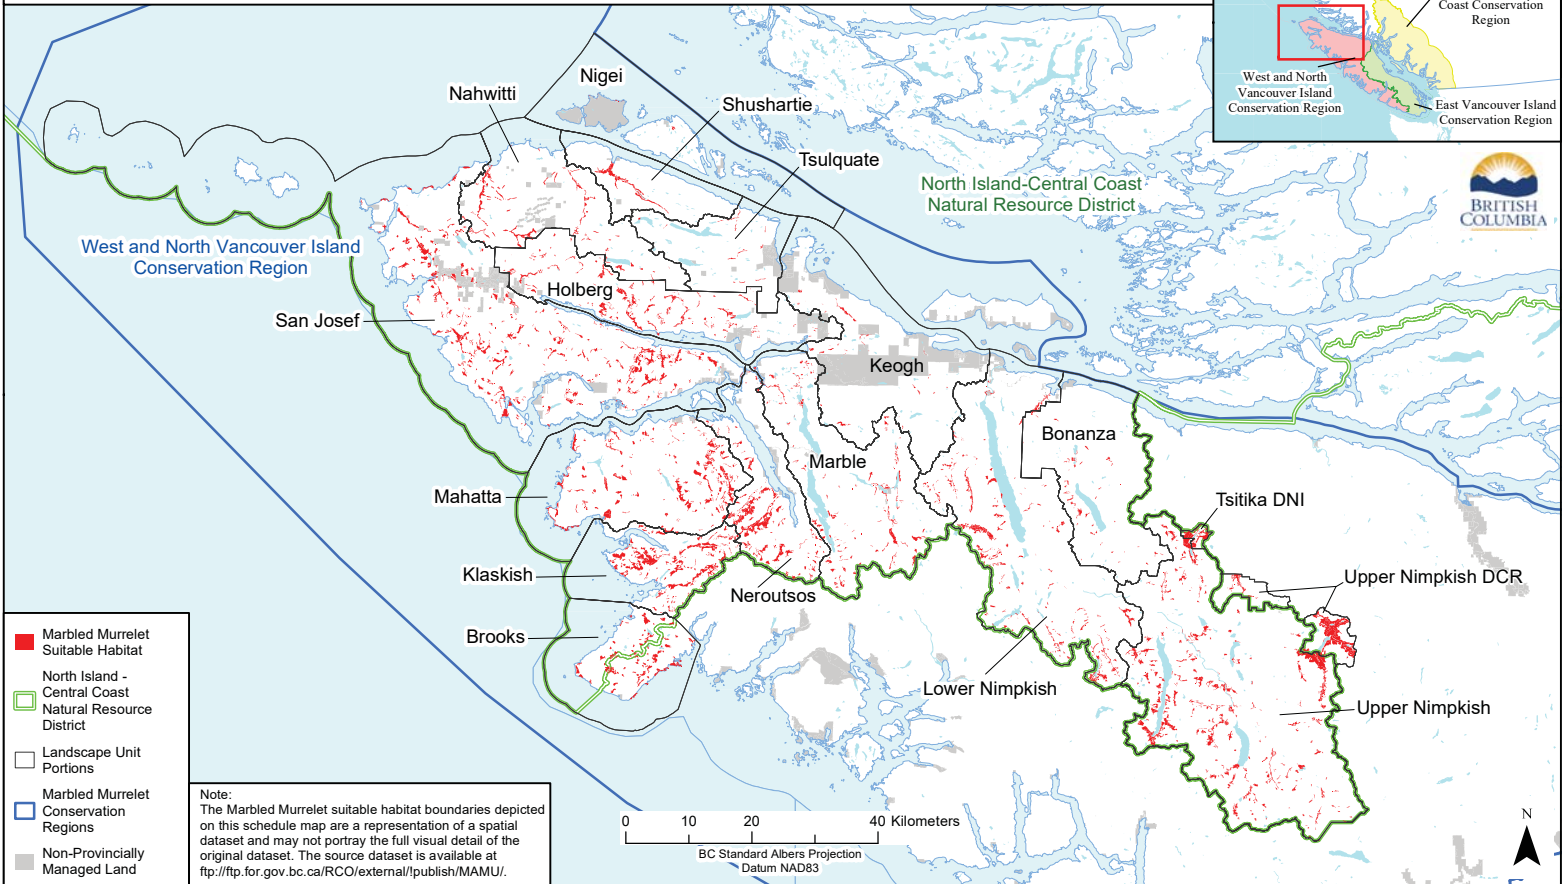 Coast Conservation
Region
West and North
Vancouver Island
Conservation Region
East Vancouver Island
Conservation Region
BRITISH
COLUMBIA
Nigei
Nahwitti
Shushartie
Tsulquate
North Island-Central Coast
Natural Resource District
West and North Vancouver Island
Conservation Region
Holberg
San Josef
Keogh
Bonanza
Marble
Mahatta
Tsitika DNI
Klaskish
Upper Nimpkish DCR
Neroutsos
Brooks
Lower Nimpkish
Upper Nimpkish
Marbled Murrelet
Suitable Habitat
North Island -
Central Coast
Natural Resource
District
Landscape Unit
Portions
Marbled Murrelet
Conservation
Regions
Non-Provincially
Managed Land
Note:
The Marbled Murrelet suitable habitat boundaries depicted
on this schedule map are a representation of a spatial
dataset and may not portray the full visual detail of the
original dataset. The source dataset is available at
ftp://ftp.for.gov.bc.ca/RCO/external/!publish/MAMU/.
0 10 20 40 Kilometers
BC Standard Albers Projection
Datum NAD83
N